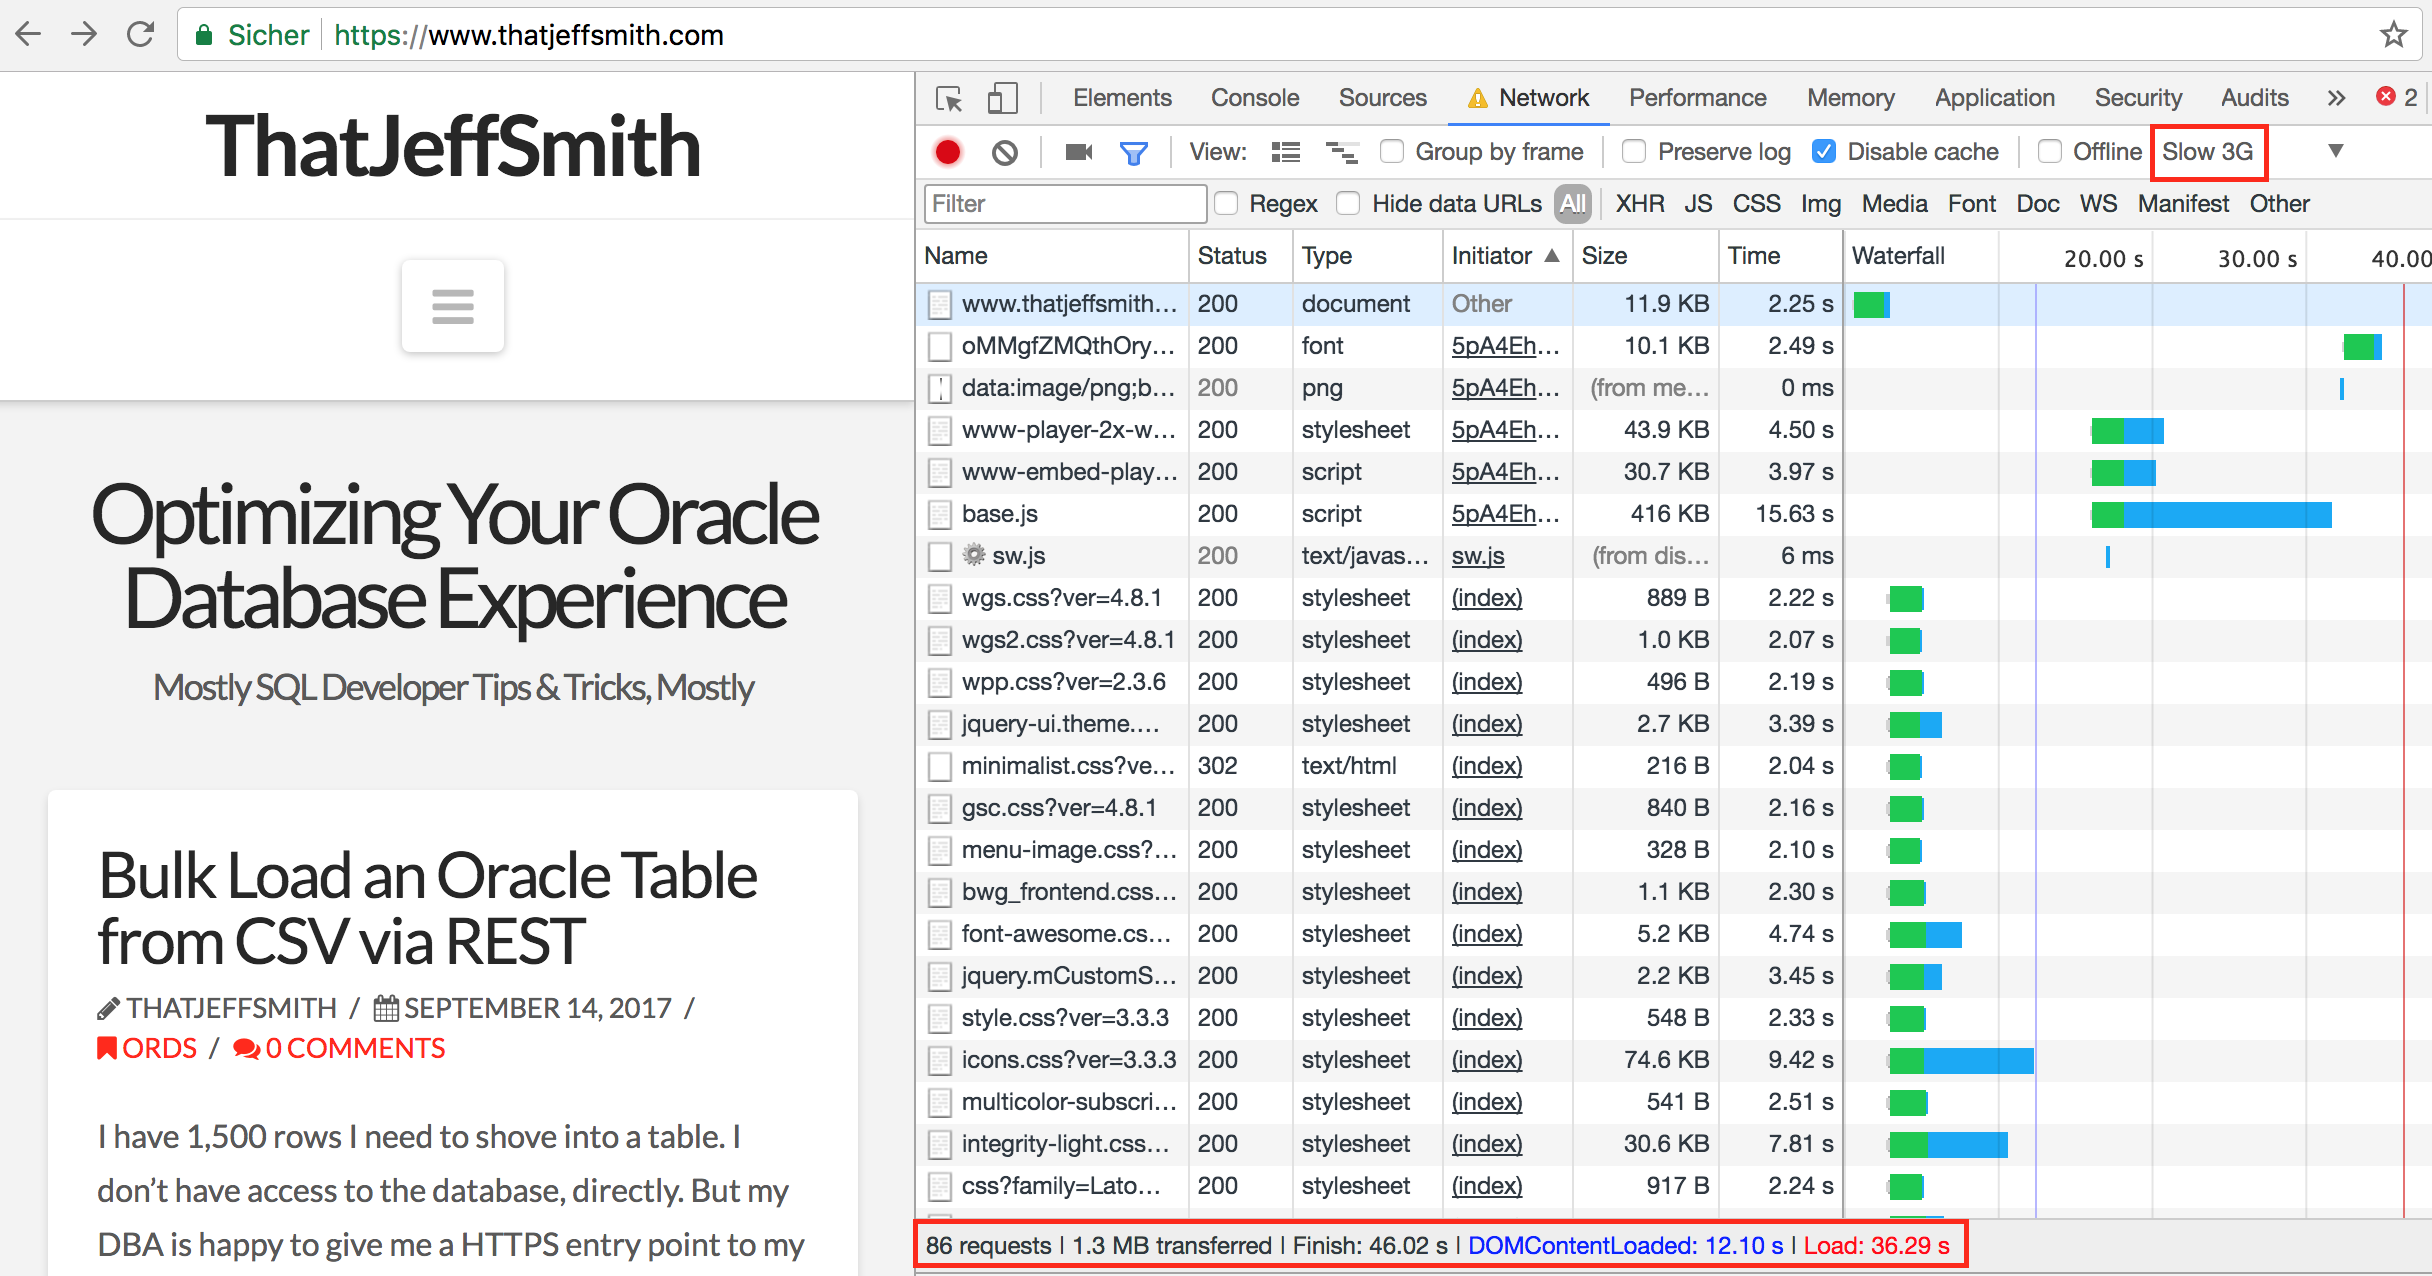 Sicher https://www.thatjeffsmith.com
ThatJeffSmith
Optimizing Your Oracle
Database Experience
Mostly SQL Developer Tips & Tricks, Mostly
Bulk Load an Oracle Table
from CSV via REST
THATJEFFSMITH / SEPTEMBER 14, 2017 /
ORDS / 0 COMMENTS
I have 1,500 rows I need to shove into a table. I
don’t have access to the database, directly. But my
DBA is happy to give me a HTTPS entry point to my
Elements Console Sources Network Performance Memory Application Security Audits » 2
View: Group by frame Preserve log Disable cache Offline Slow 3G
Filter Regex Hide data URLs All XHR JS CSS Img Media Font Doc WS Manifest Other
Name Status Type Initiator Size Time Waterfall 20.00 s 30.00 s 40.00
www.thatjeffsmith… 200 document Other 11.9 KB 2.25 s
oMMgfZMQthOry… 200 font 5pA4Eh… 10.1 KB 2.49 s
data:image/png;b… 200 png 5pA4Eh… (from me… 0 ms
www-player-2x-w… 200 stylesheet 5pA4Eh… 43.9 KB 4.50 s
www-embed-play… 200 script 5pA4Eh… 30.7 KB 3.97 s
base.js 200 script 5pA4Eh… 416 KB 15.63 s
sw.js 200 text/javas… sw.js (from dis… 6 ms
wgs.css?ver=4.8.1 200 stylesheet (index) 889 B 2.22 s
wgs2.css?ver=4.8.1 200 stylesheet (index) 1.0 KB 2.07 s
wpp.css?ver=2.3.6 200 stylesheet (index) 496 B 2.19 s
jquery-ui.theme.… 200 stylesheet (index) 2.7 KB 3.39 s
minimalist.css?ve… 302 text/html (index) 216 B 2.04 s
gsc.css?ver=4.8.1 200 stylesheet (index) 840 B 2.16 s
menu-image.css?… 200 stylesheet (index) 328 B 2.10 s
bwg_frontend.css… 200 stylesheet (index) 1.1 KB 2.30 s
font-awesome.cs… 200 stylesheet (index) 5.2 KB 4.74 s
jquery.mCustomS… 200 stylesheet (index) 2.2 KB 3.45 s
style.css?ver=3.3.3 200 stylesheet (index) 548 B 2.33 s
icons.css?ver=3.3.3 200 stylesheet (index) 74.6 KB 9.42 s
multicolor-subscri… 200 stylesheet (index) 541 B 2.51 s
integrity-light.css… 200 stylesheet (index) 30.6 KB 7.81 s
css?family=Lato… 200 stylesheet (index) 917 B 2.24 s
86 requests | 1.3 MB transferred | Finish: 46.02 s | DOMContentLoaded: 12.10 s | Load: 36.29 s